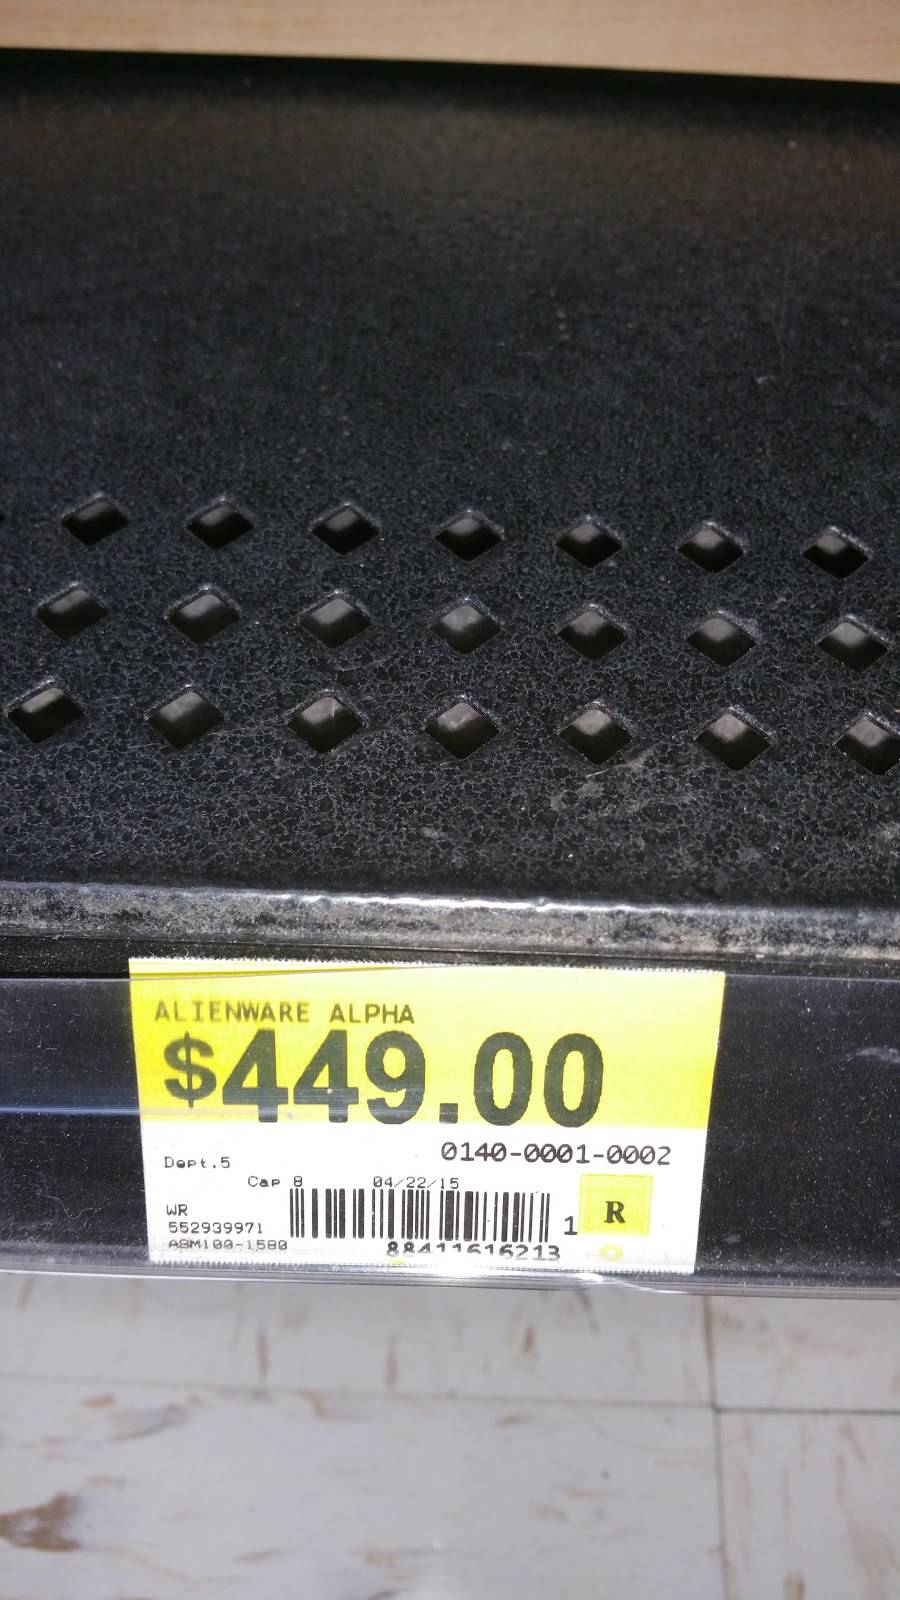 ALIENWARE ALPHA
$449.00
Dept.5
0140-0001-0002
Cap 8
04/22/15
WR
552939971
ASM100-1580
88411616213
1
R